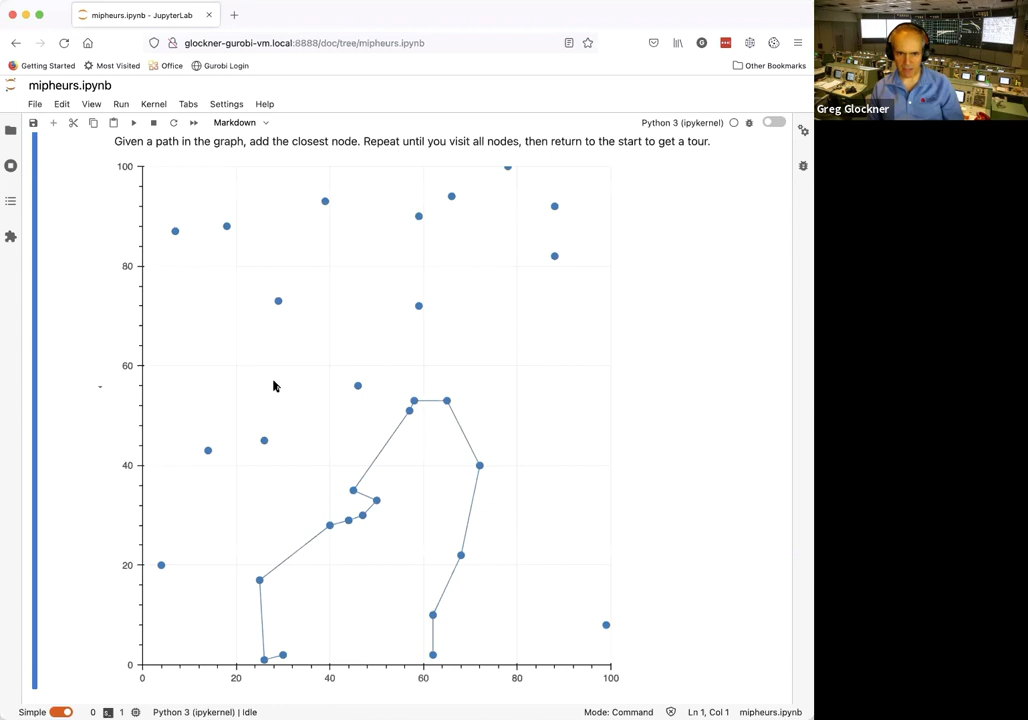 mipheurs.ipynb - JupyterLab
glockner-gurobi-vm.local:8888/doc/tree/mipheurs.ipynb
Getting Started
Most Visited
Office
Gurobi Login
Other Bookmarks
mipheurs.ipynb
File Edit View Run Kernel Tabs Settings Help
Markdown
Python 3 (ipykernel)
Given a path in the graph, add the closest node. Repeat until you visit all nodes, then return to the start to get a tour.
100
80
60
40
20
0
0 20 40 60 80 100
Simple 0 1 Python 3 (ipykernel) | Idle Mode: Command Ln 1, Col 1 mipheurs.ipynb
Greg Glockner